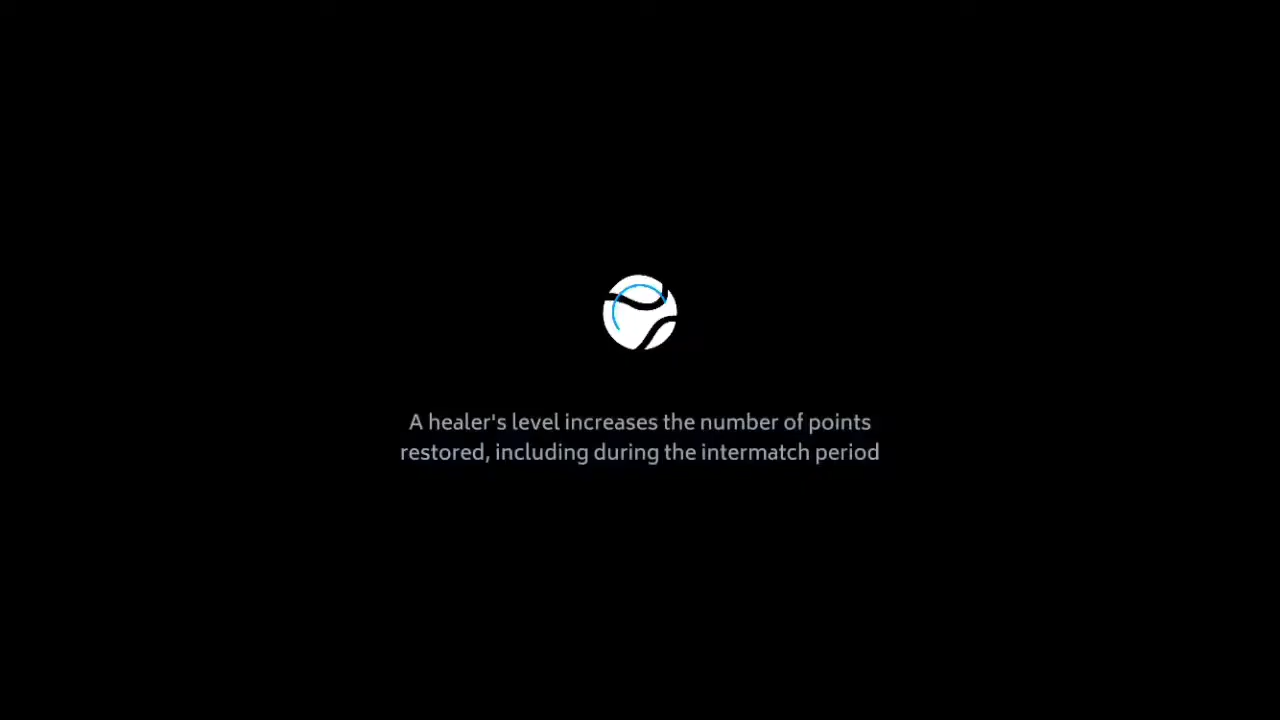 A healer's level increases the number of points
restored, including during the intermatch period